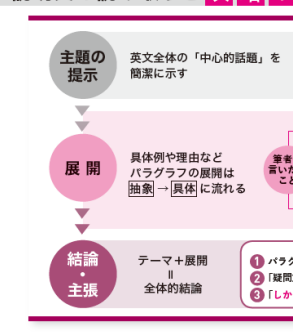 主題の
提示
英文全体の「中心的話題」を
簡潔に示す
展開
具体例や理由など
パラグラフの展開は
抽象→具体に流れる
筆者
言いた
こと
結論
・
主張
テーマ+展開
॥
全体的結論
❶ パラグ
❷「疑問
❸「しか